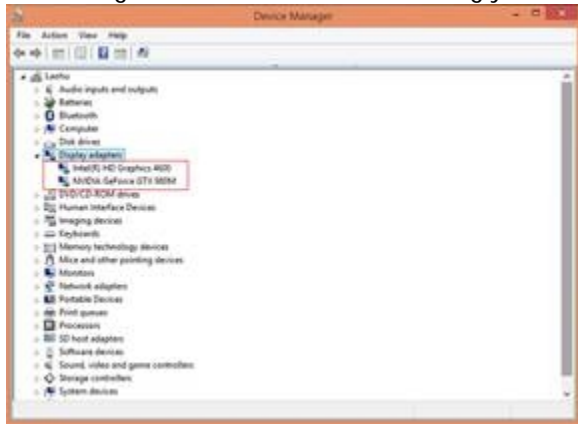 Device Manager
File Action View Help
Audio inputs and outputs
Batteries
Bluetooth
Computer
Disk drives
Display adapters
Intel(R) HD Graphics 4600
NVIDIA GeForce GTX 980M
DVD/CD-ROM drives
Human Interface Devices
Imaging devices
Keyboards
Memory technology devices
Mice and other pointing devices
Monitors
Network adapters
Portable Devices
Print queues
Processors
SD host adapters
Software devices
Sound, video and game controllers
Storage controllers
System devices